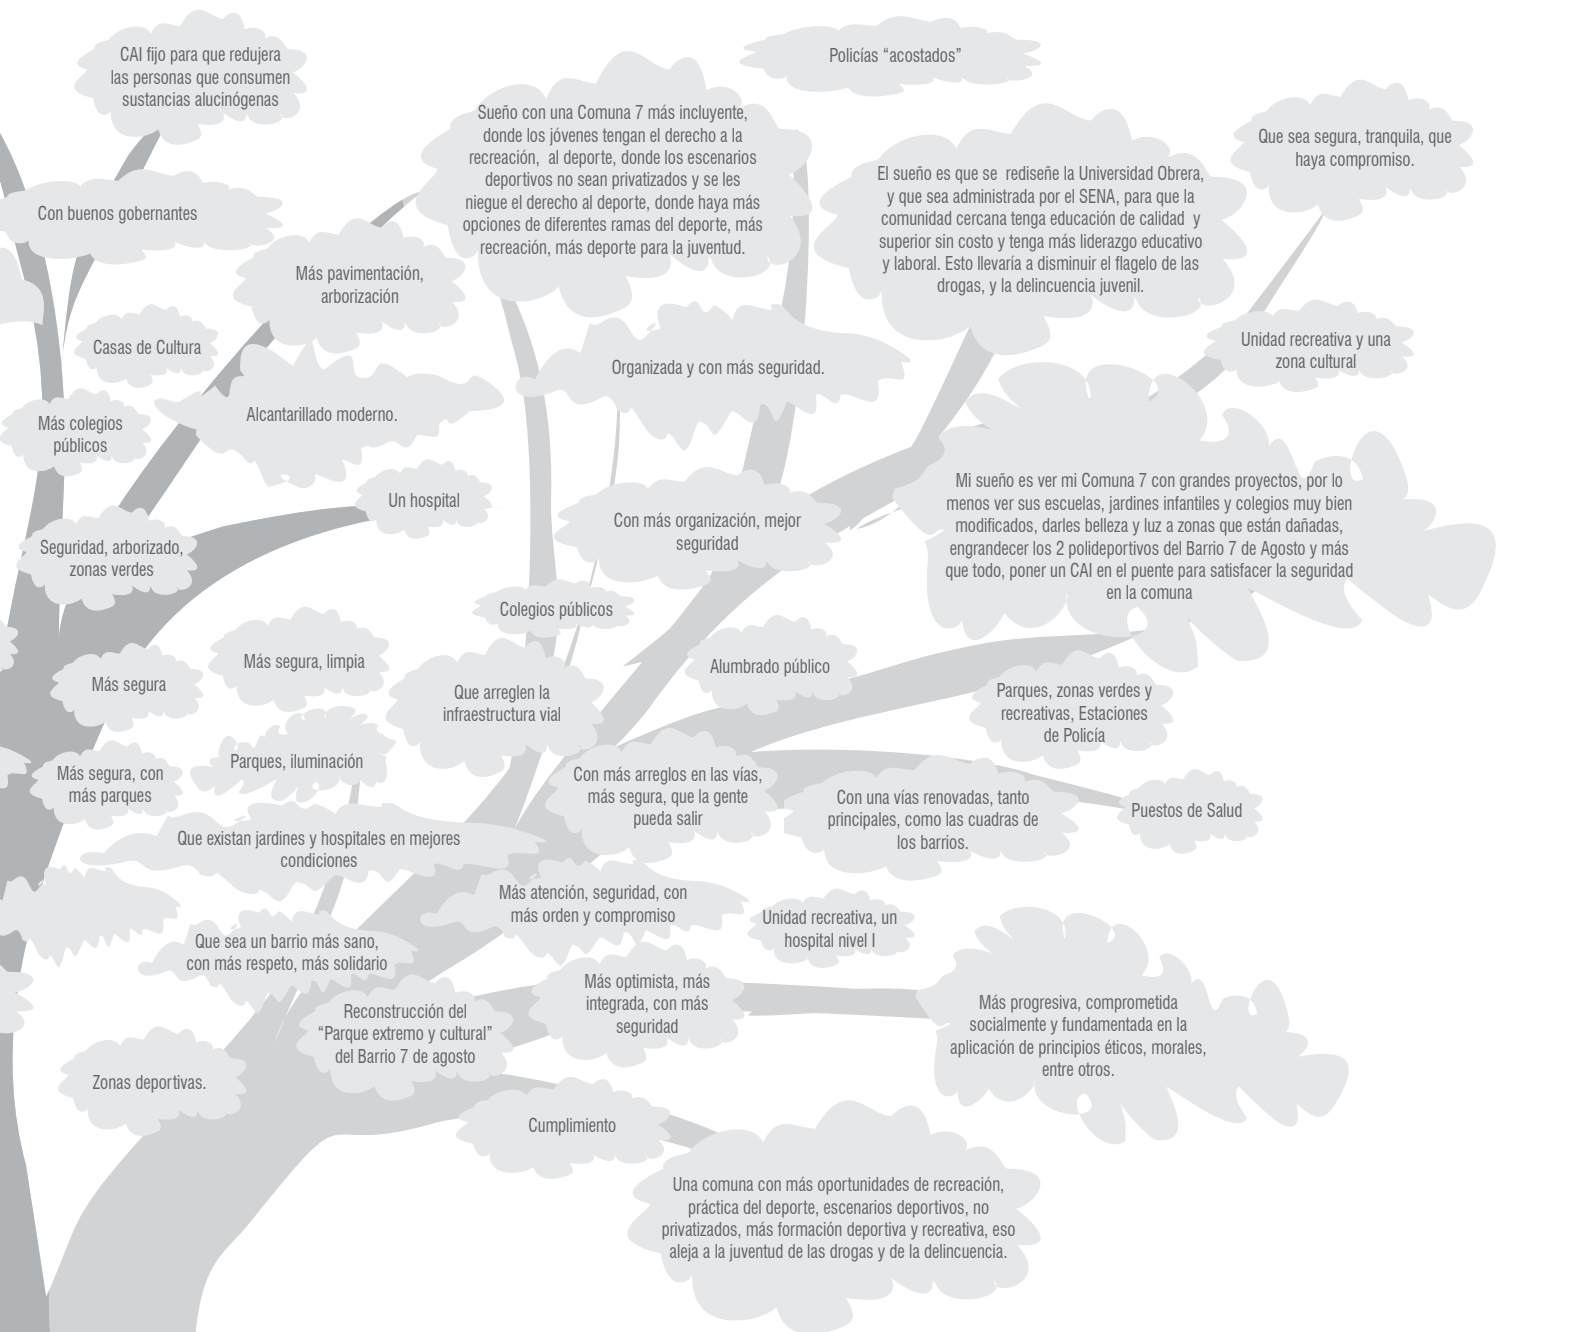 CAI fijo para que redujera
las personas que consumen
sustancias alucinógenas
Policías “acostados”
Sueño con una Comuna 7 más incluyente,
donde los jóvenes tengan el derecho a la
recreación,  al deporte, donde los escenarios
deportivos no sean privatizados y se les
niegue el derecho al deporte, donde haya más
opciones de diferentes ramas del deporte, más
recreación, más deporte para la juventud.
El sueño es que se  rediseñe la Universidad Obrera,
y que sea administrada por el SENA, para que la
comunidad cercana tenga educación de calidad  y
superior sin costo y tenga más liderazgo educativo
y laboral. Esto llevaría a disminuir el flagelo de las
drogas, y la delincuencia juvenil.
Que sea segura, tranquila, que
haya compromiso.
Con buenos gobernantes
Más pavimentación,
arborización
Casas de Cultura
Organizada y con más seguridad.
Unidad recreativa y una
zona cultural
Más colegios
públicos
Alcantarillado moderno.
Un hospital
Con más organización, mejor
seguridad
Mi sueño es ver mi Comuna 7 con grandes proyectos, por lo
menos ver sus escuelas, jardines infantiles y colegios muy bien
modificados, darles belleza y luz a zonas que están dañadas,
engrandecer los 2 polideportivos del Barrio 7 de Agosto y más
que todo, poner un CAI en el puente para satisfacer la seguridad
en la comuna
Seguridad, arborizado,
zonas verdes
Colegios públicos
Más segura, limpia
Más segura
Que arreglen la
infraestructura vial
Alumbrado público
Parques, zonas verdes y
recreativas, Estaciones
de Policía
Más segura, con
más parques
Parques, iluminación
Con más arreglos en las vías,
más segura, que la gente
pueda salir
Con una vías renovadas, tanto
principales, como las cuadras de
los barrios.
Puestos de Salud
Que existan jardines y hospitales en mejores
condiciones
Más atención, seguridad, con
más orden y compromiso
Unidad recreativa, un
hospital nivel I
Que sea un barrio más sano,
con más respeto, más solidario
Más optimista, más
integrada, con más
seguridad
Más progresiva, comprometida
socialmente y fundamentada en la
aplicación de principios éticos, morales,
entre otros.
Reconstrucción del
“Parque extremo y cultural”
del Barrio 7 de agosto
Zonas deportivas.
Cumplimiento
Una comuna con más oportunidades de recreación,
práctica del deporte, escenarios deportivos, no
privatizados, más formación deportiva y recreativa, eso
aleja a la juventud de las drogas y de la delincuencia.